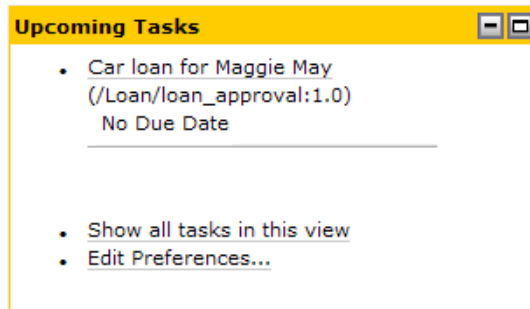 Upcoming Tasks
Car loan for Maggie May
(/Loan/loan_approval:1.0)
No Due Date
Show all tasks in this view
Edit Preferences...